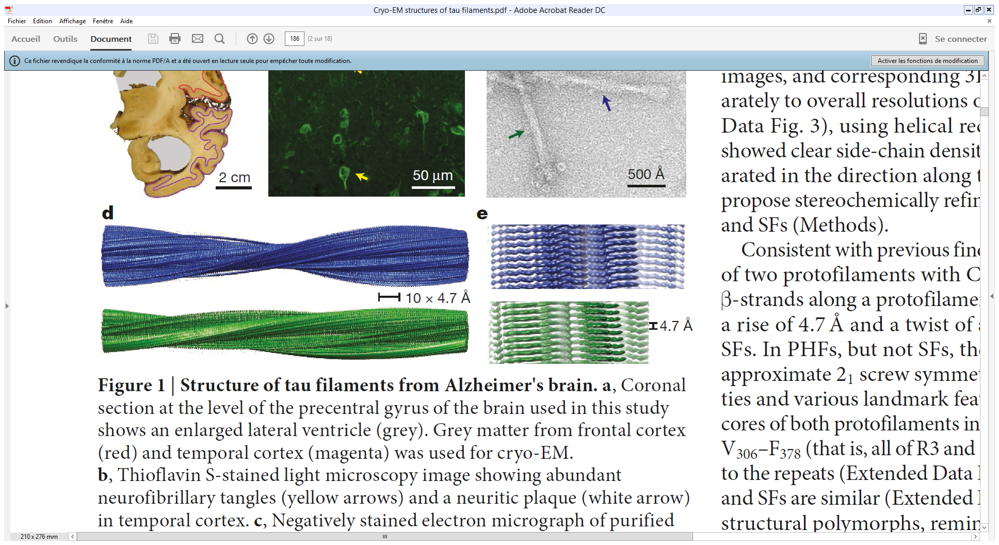 Cryo-EM structures of tau filaments.pdf - Adobe Acrobat Reader DC
Fichier Edition Affichage Fenêtre Aide
Accueil Outils Document 186 (2 sur 18) Se connecter
Ce fichier revendique la conformité à la norme PDF/A et a été ouvert en lecture seule pour empêcher toute modification.
Activer les fonctions de modification
2 cm
50 µm
500 Å
d
e
10 × 4.7 Å
4.7 Å
Figure 1 | Structure of tau filaments from Alzheimer's brain. a, Coronal
section at the level of the precentral gyrus of the brain used in this study
shows an enlarged lateral ventricle (grey). Grey matter from frontal cortex
(red) and temporal cortex (magenta) was used for cryo-EM.
b, Thioflavin S-stained light microscopy image showing abundant
neurofibrillary tangles (yellow arrows) and a neuritic plaque (white arrow)
in temporal cortex. c, Negatively stained electron micrograph of purified
images, and corresponding 3
arately to overall resolutions
Data Fig. 3), using helical rec
showed clear side-chain densit
arated in the direction along
propose stereochemically refin
and SFs (Methods).
Consistent with previous find
of two protofilaments with C
β-strands along a protofilame
a rise of 4.7 Å and a twist of
SFs. In PHFs, but not SFs, the
approximate 2₁ screw symmet
ties and various landmark fea
cores of both protofilaments in
V₃₀₆–F₃₇₈ (that is, all of R3 and
to the repeats (Extended Data
and SFs are similar (Extended
structural polymorphs, remin
210 x 276 mm